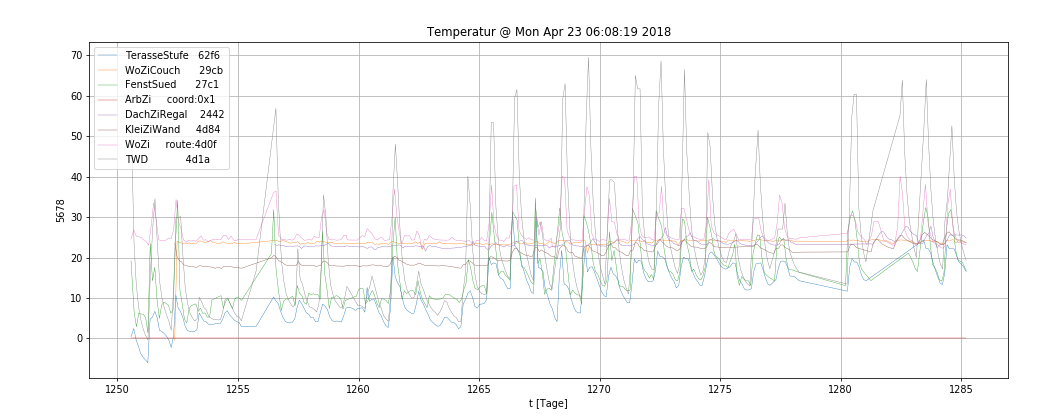 Temperatur @ Mon Apr 23 06:08:19 2018
TerasseStufe 62f6
WoZiCouch 29cb
FenstSued 27c1
ArbZi coord:0x1
DachZiRegal 2442
KleiZiWand 4d84
WoZi route:4d0f
TWD 4d1a
70
60
50
40
30
20
10
0
5678
1250 1255 1260 1265 1270 1275 1280 1285
t [Tage]